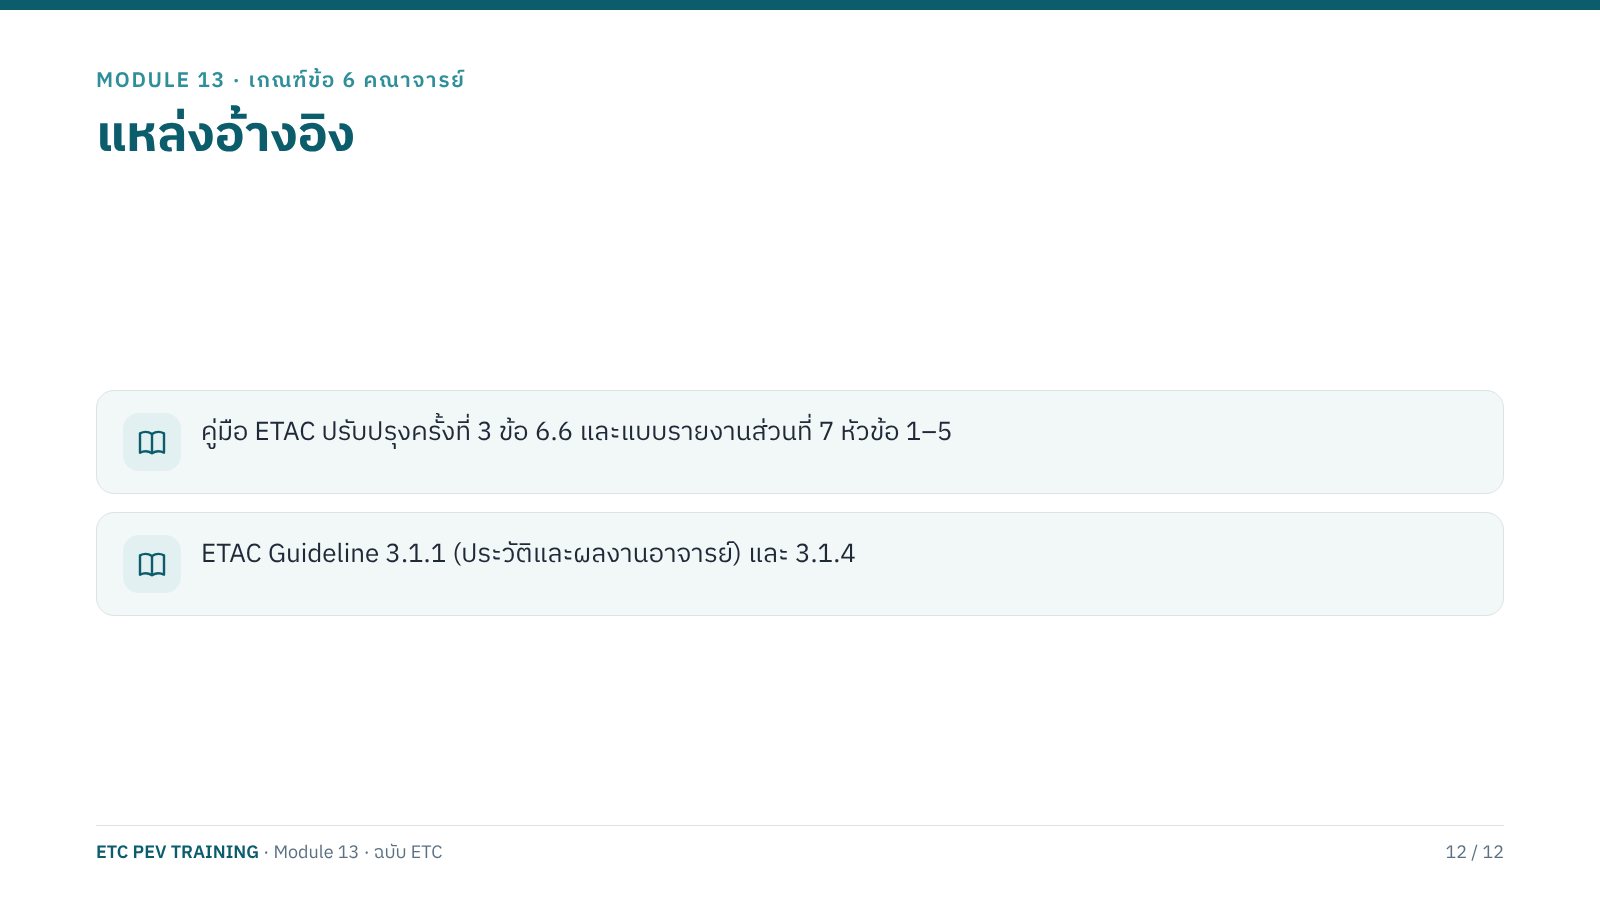 MODULE 13 · เกณฑ์ข้อ 6 คณาจารย์
แหล่งอ้างอิง
คู่มือ ETAC ปรับปรุงครั้งที่ 3 ข้อ 6.6 และแบบรายงานส่วนที่ 7 หัวข้อ 1–5
ETAC Guideline 3.1.1 (ประวัติและผลงานอาจารย์) และ 3.1.4
ETC PEV TRAINING · Module 13 · ฉบับ ETC
12 / 12